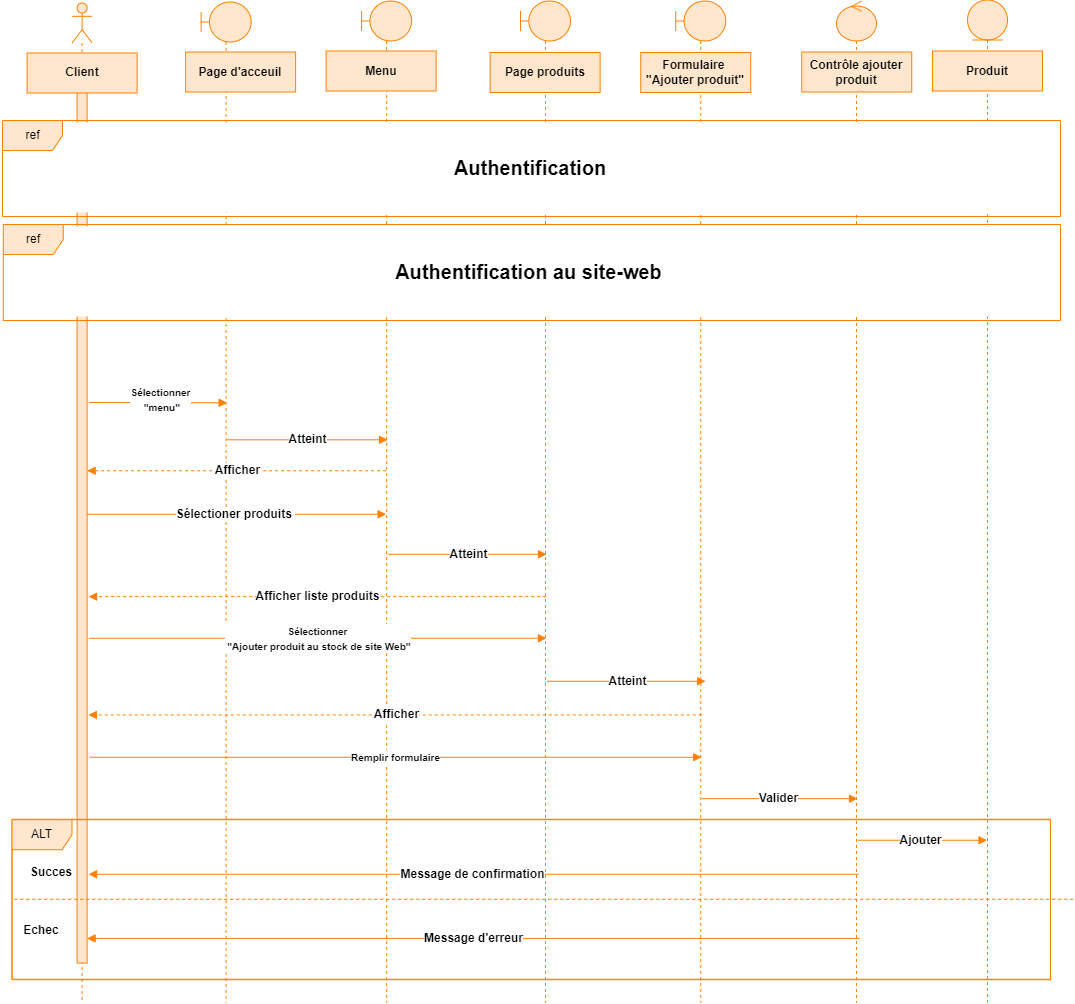 Client
Page d'acceuil
Menu
Page produits
Formulaire
"Ajouter produit"
Contrôle ajouter
produit
Produit
ref
Authentification
ref
Authentification au site-web
Sélectionner
"menu"
Atteint
Afficher
Sélectioner produits
Atteint
Afficher liste produits
Sélectionner
"Ajouter produit au stock de site Web"
Atteint
Afficher
Remplir formulaire
Valider
ALT
Ajouter
Succes
Message de confirmation
Echec
Message d'erreur